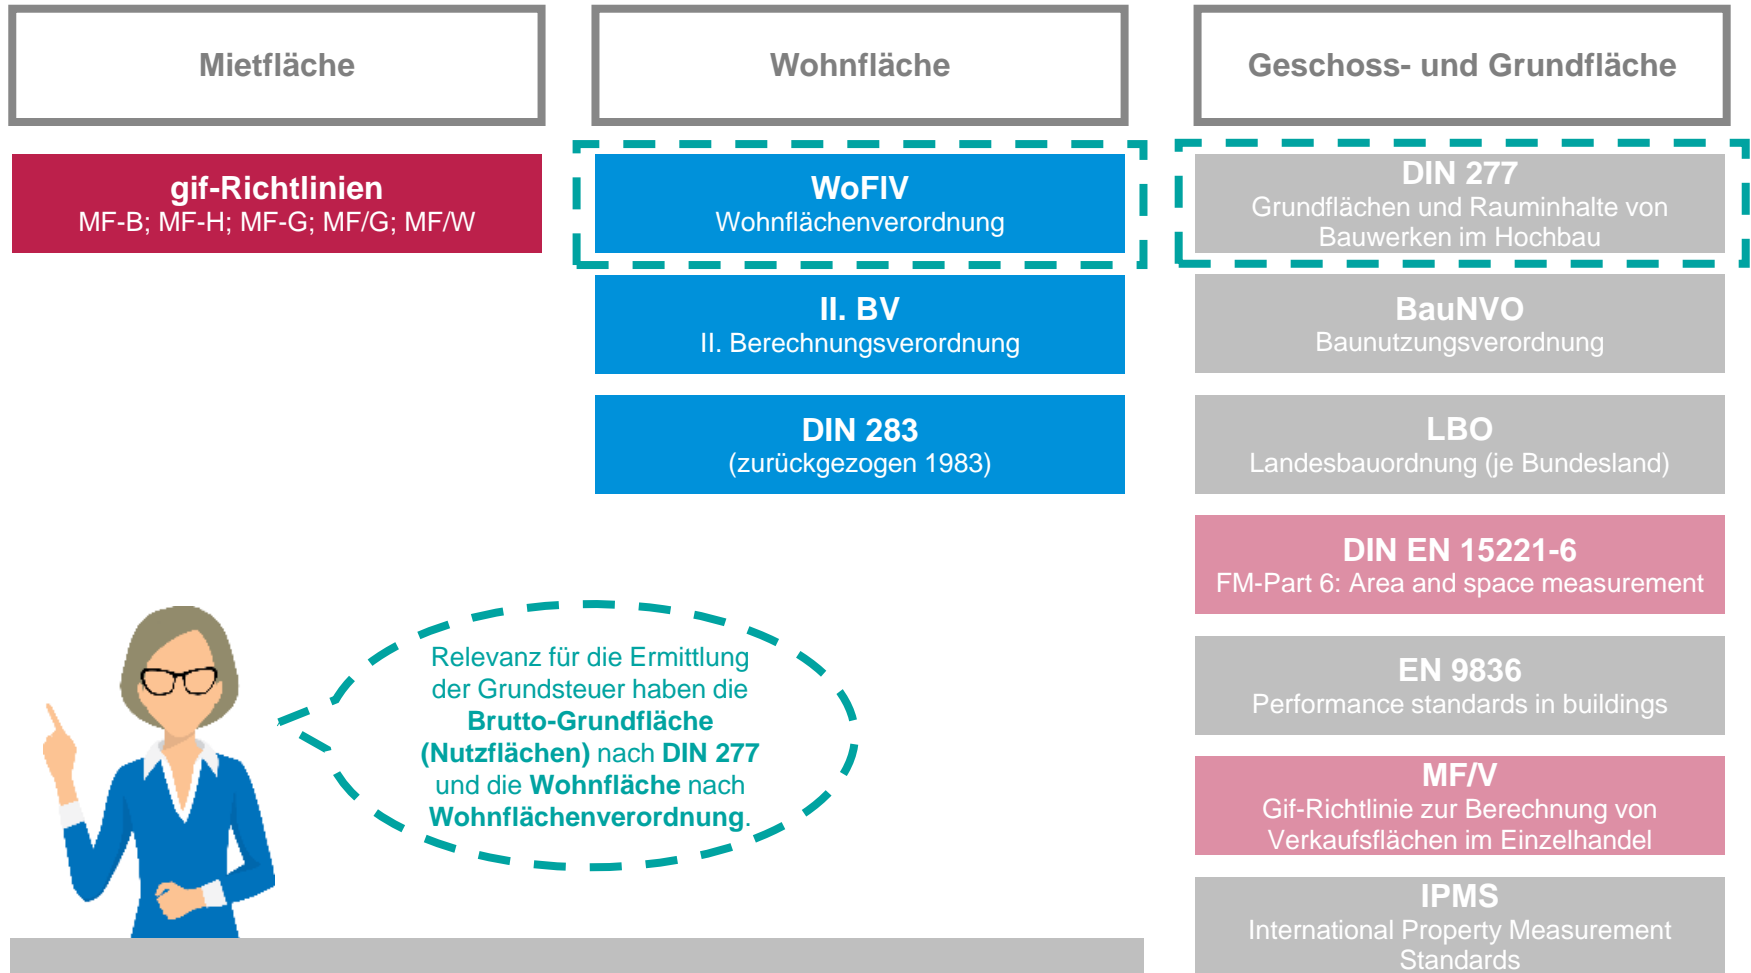 Mietfläche
gif-Richtlinien
MF-B; MF-H; MF-G; MF/G; MF/W
Wohnfläche
WoFlV
Wohnflächenverordnung
II. BV
II. Berechnungsverordnung
DIN 283
(zurückgezogen 1983)
Geschoss- und Grundfläche
DIN 277
Grundflächen und Rauminhalte von
Bauwerken im Hochbau
BauNVO
Baunutzungsverordnung
LBO
Landesbauordnung (je Bundesland)
DIN EN 15221-6
FM-Part 6: Area and space measurement
EN 9836
Performance standards in buildings
MF/V
Gif-Richtlinie zur Berechnung von
Verkaufsflächen im Einzelhandel
IPMS
International Property Measurement
Standards
Relevanz für die Ermittlung
der Grundsteuer haben die
Brutto-Grundfläche
(Nutzflächen) nach DIN 277
und die Wohnfläche nach
Wohnflächenverordnung.